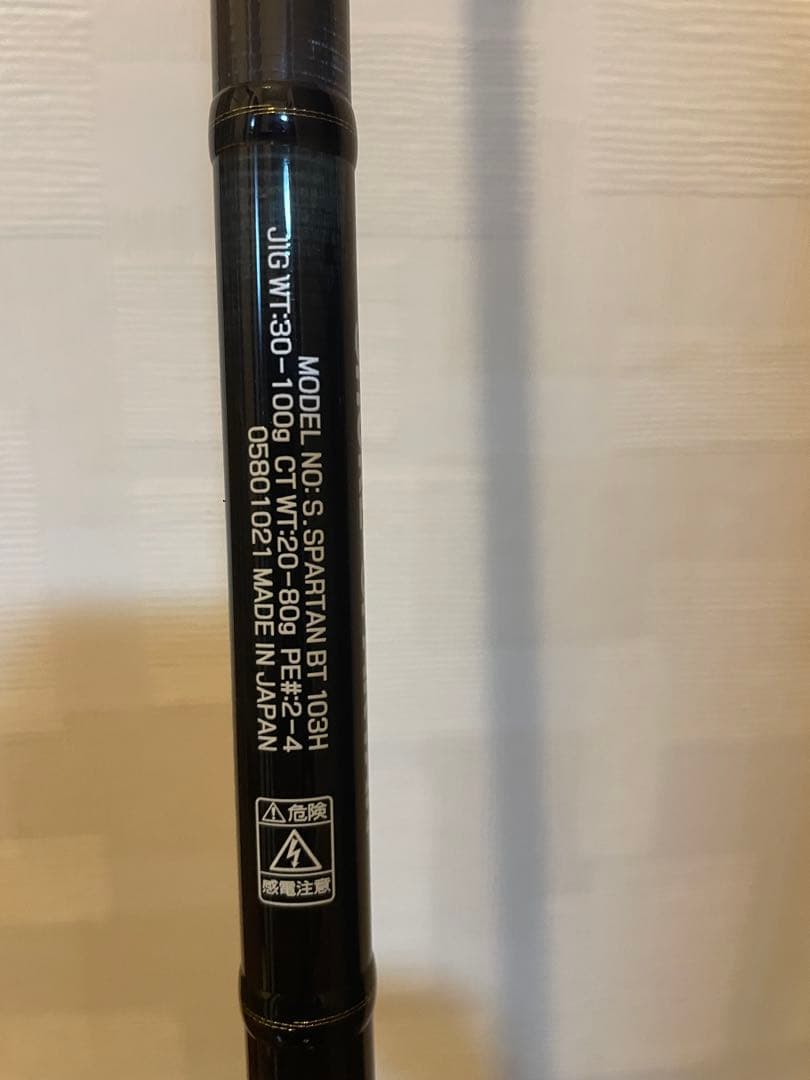 MODEL NO: S.SPARTAN BT 103H
JIG WT:30-100g CT WT:20-80g PE#:2-4
05801021 MADE IN JAPAN
危険
感電注意